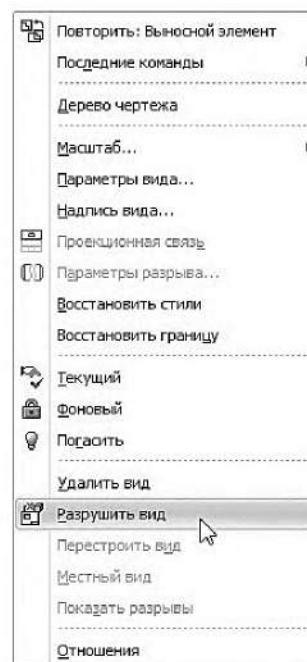 Повторить: Выносной элемент
Последние команды
Дерево чертежа
Масштаб...
Параметры вида...
Надпись вида...
Проекционная связь
Параметры разрыва...
Восстановить стили
Восстановить границу
Текущий
Фоновый
Погасить
Удалить вид
Разрушить вид
Перестроить вид
Местный вид
Показать разрывы
Отношения